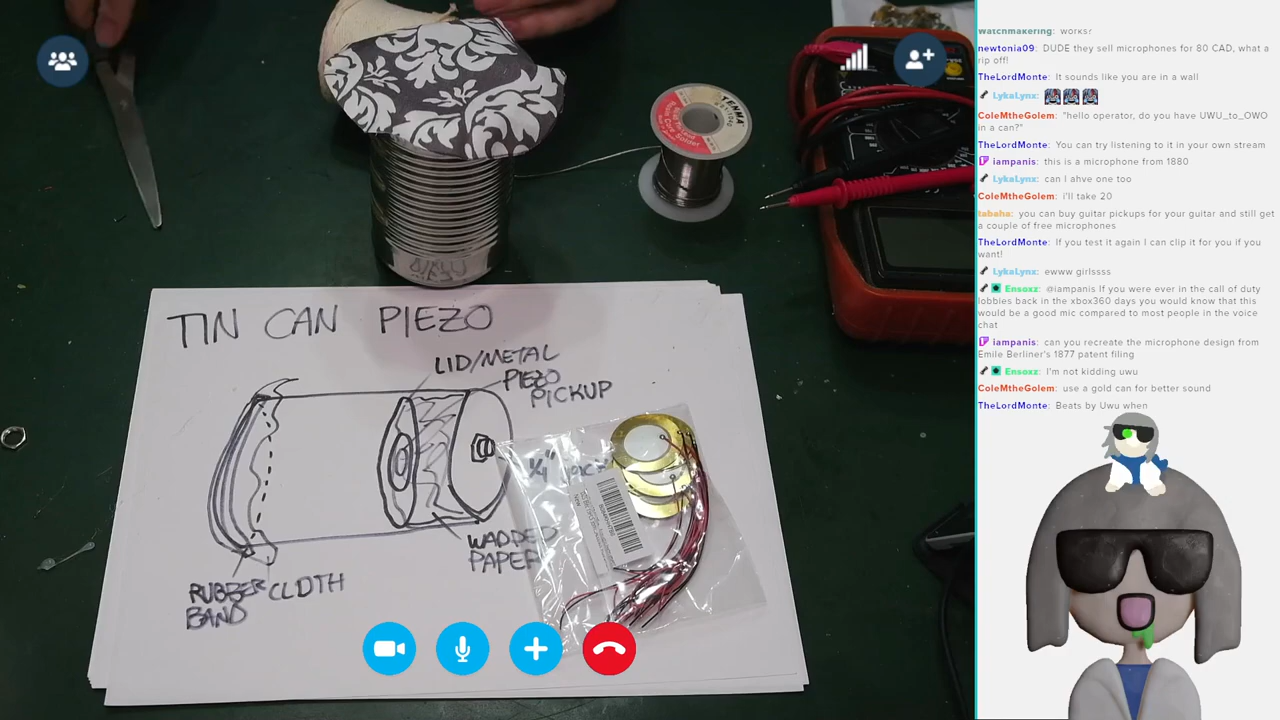 TENMA
TIN CAN PIEZO
LID/METAL
PIEZO
PICKUP
1/4" JACK
WADDED
PAPER
RUBBER
BAND
CLOTH
watchmakering: works?
newtonia09: DUDE they sell microphones for 80 CAD, what a
rip off!
TheLordMonte: It sounds like you are in a wall
LykaLynx:
ColeMtheGolem: "hello operator, do you have UWU_to_OWO
in a can?"
TheLordMonte: You can try listening to it in your own stream
iampanis: this is a microphone from 1880
LykaLynx: can I ahve one too
ColeMtheGolem: i'll take 20
tabaha: you can buy guitar pickups for your guitar and still get
a couple of free microphones
TheLordMonte: If you test it again I can clip it for you if you
want!
LykaLynx: ewww girlssss
Ensoxz: @iampanis If you were ever in the call of duty
lobbies back in the xbox360 days you would know that this
would be a good mic compared to most people in the voice
chat
iampanis: can you recreate the microphone design from
Emile Berliner's 1877 patent filing
Ensoxz: I'm not kidding uwu
ColeMtheGolem: use a gold can for better sound
TheLordMonte: Beats by Uwu when